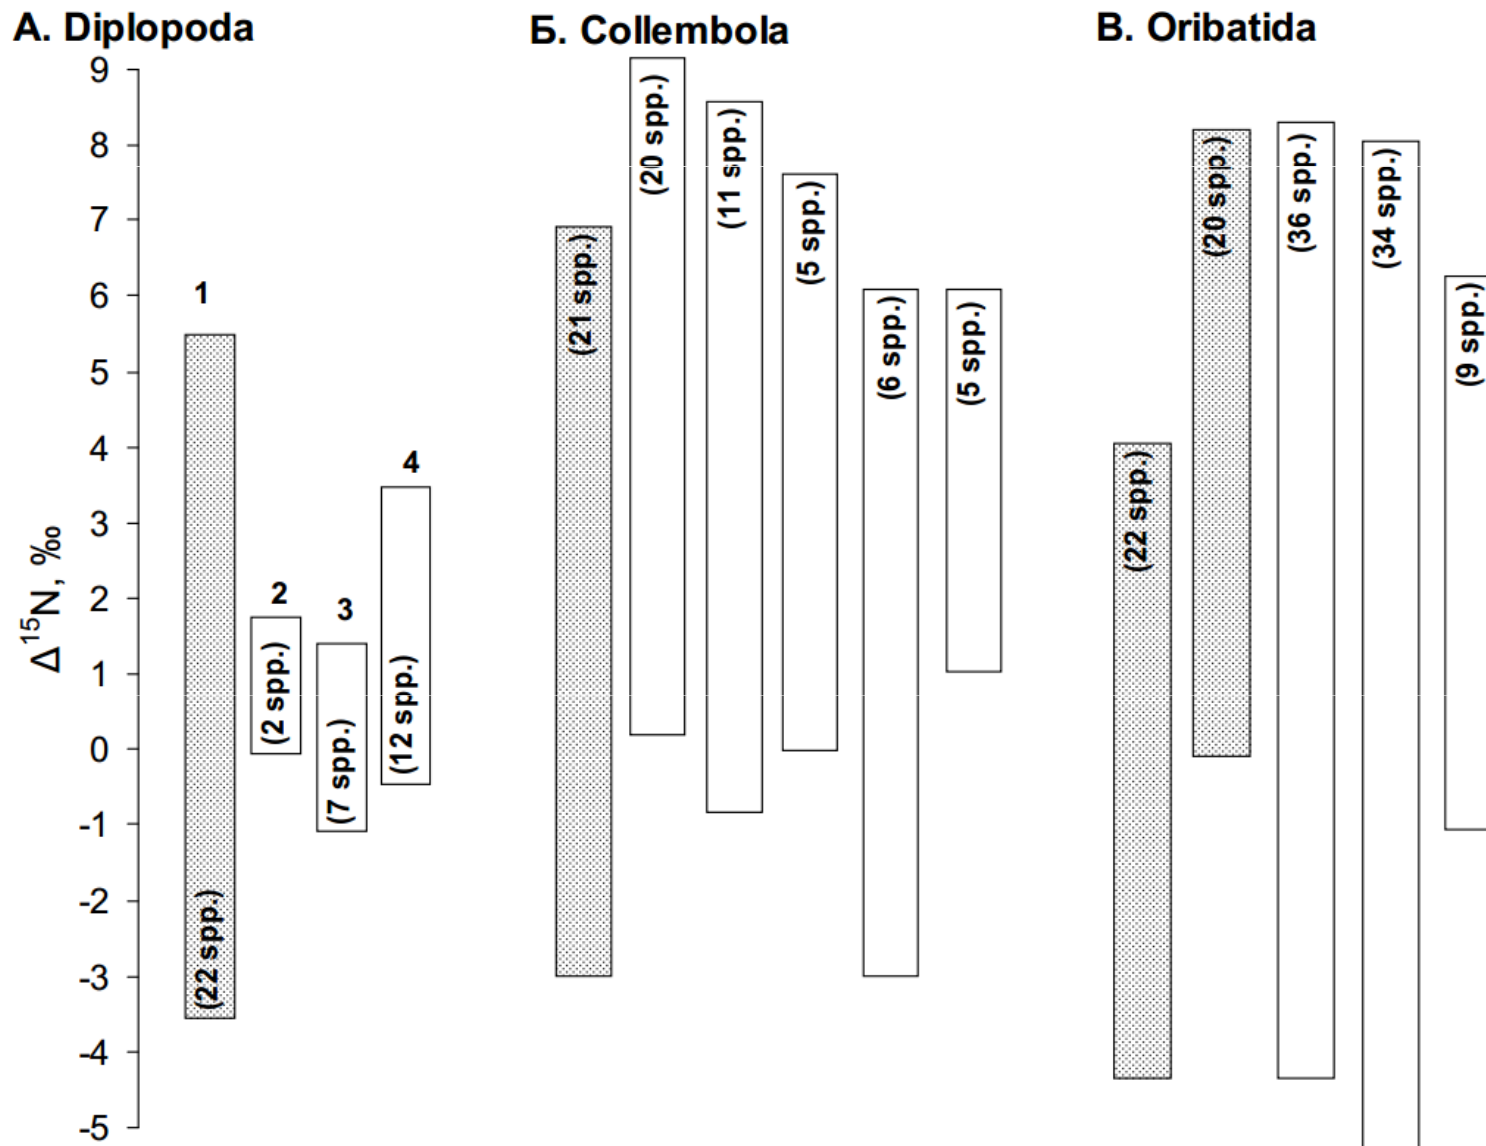 А. Diplopoda
Б. Collembola
В. Oribatida
Δ¹⁵N, ‰
9
8
7
6
5
4
3
2
1
0
-1
-2
-3
-4
-5
1
2
3
4
(22 spp.)
(2 spp.)
(7 spp.)
(12 spp.)
(21 spp.)
(20 spp.)
(11 spp.)
(5 spp.)
(6 spp.)
(5 spp.)
(22 spp.)
(20 spp.)
(36 spp.)
(34 spp.)
(9 spp.)